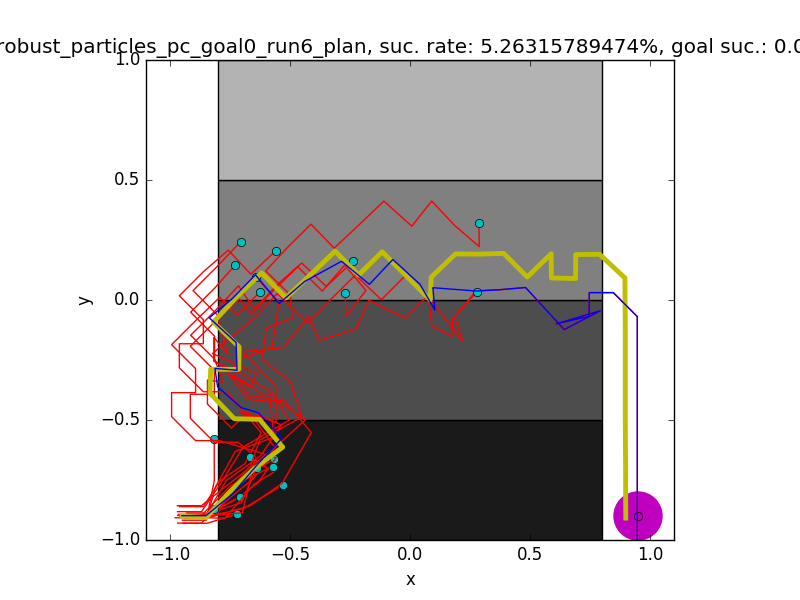 robust_particles_pc_goal0_run6_plan, suc. rate: 5.26315789474%, goal suc.: 0.0
1.0
0.5
0.0
−0.5
−1.0
y
−1.0 −0.5 0.0 0.5 1.0
x